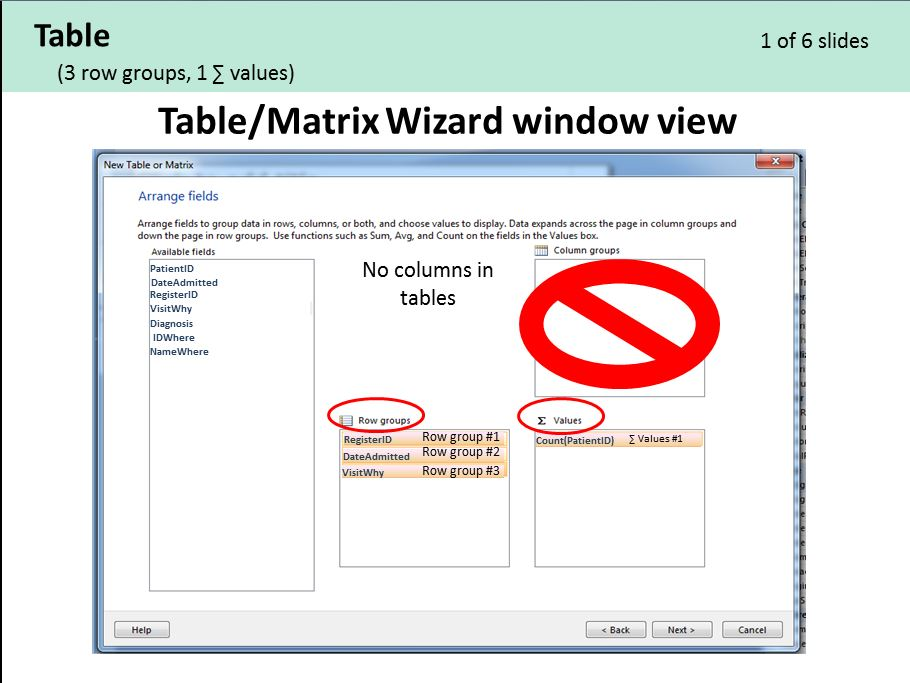 Table
1 of 6 slides
(3 row groups, 1 ∑ values)
Table/Matrix Wizard window view
New Table or Matrix
x
Arrange fields
Arrange fields to group data in rows, columns, or both, and choose values to display. Data expands across the page in column groups and
down the page in row groups. Use functions such as Sum, Avg, and Count on the fields in the Values box.
Available fields
PatientID
DateAdmitted
RegisterID
VisitWhy
Diagnosis
IDWhere
NameWhere
No columns in
tables
Column groups
Row groups
RegisterID Row group #1
DateAdmitted Row group #2
VisitWhy Row group #3
Σ Values
Count(PatientID) ∑ Values #1
Help
< Back
Next >
Cancel